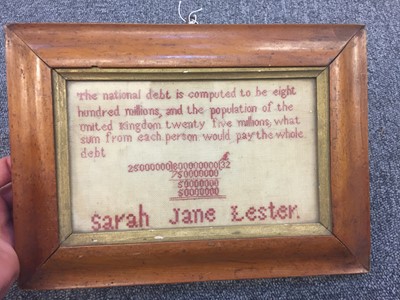 The national debt is computed to be eight
hundred millions, and the population of the
United Kingdom twenty five millions, what
sum from each person would pay the whole
debt
£
25000000)800000000(32
75000000
50000000
50000000
Sarah Jane Lester.